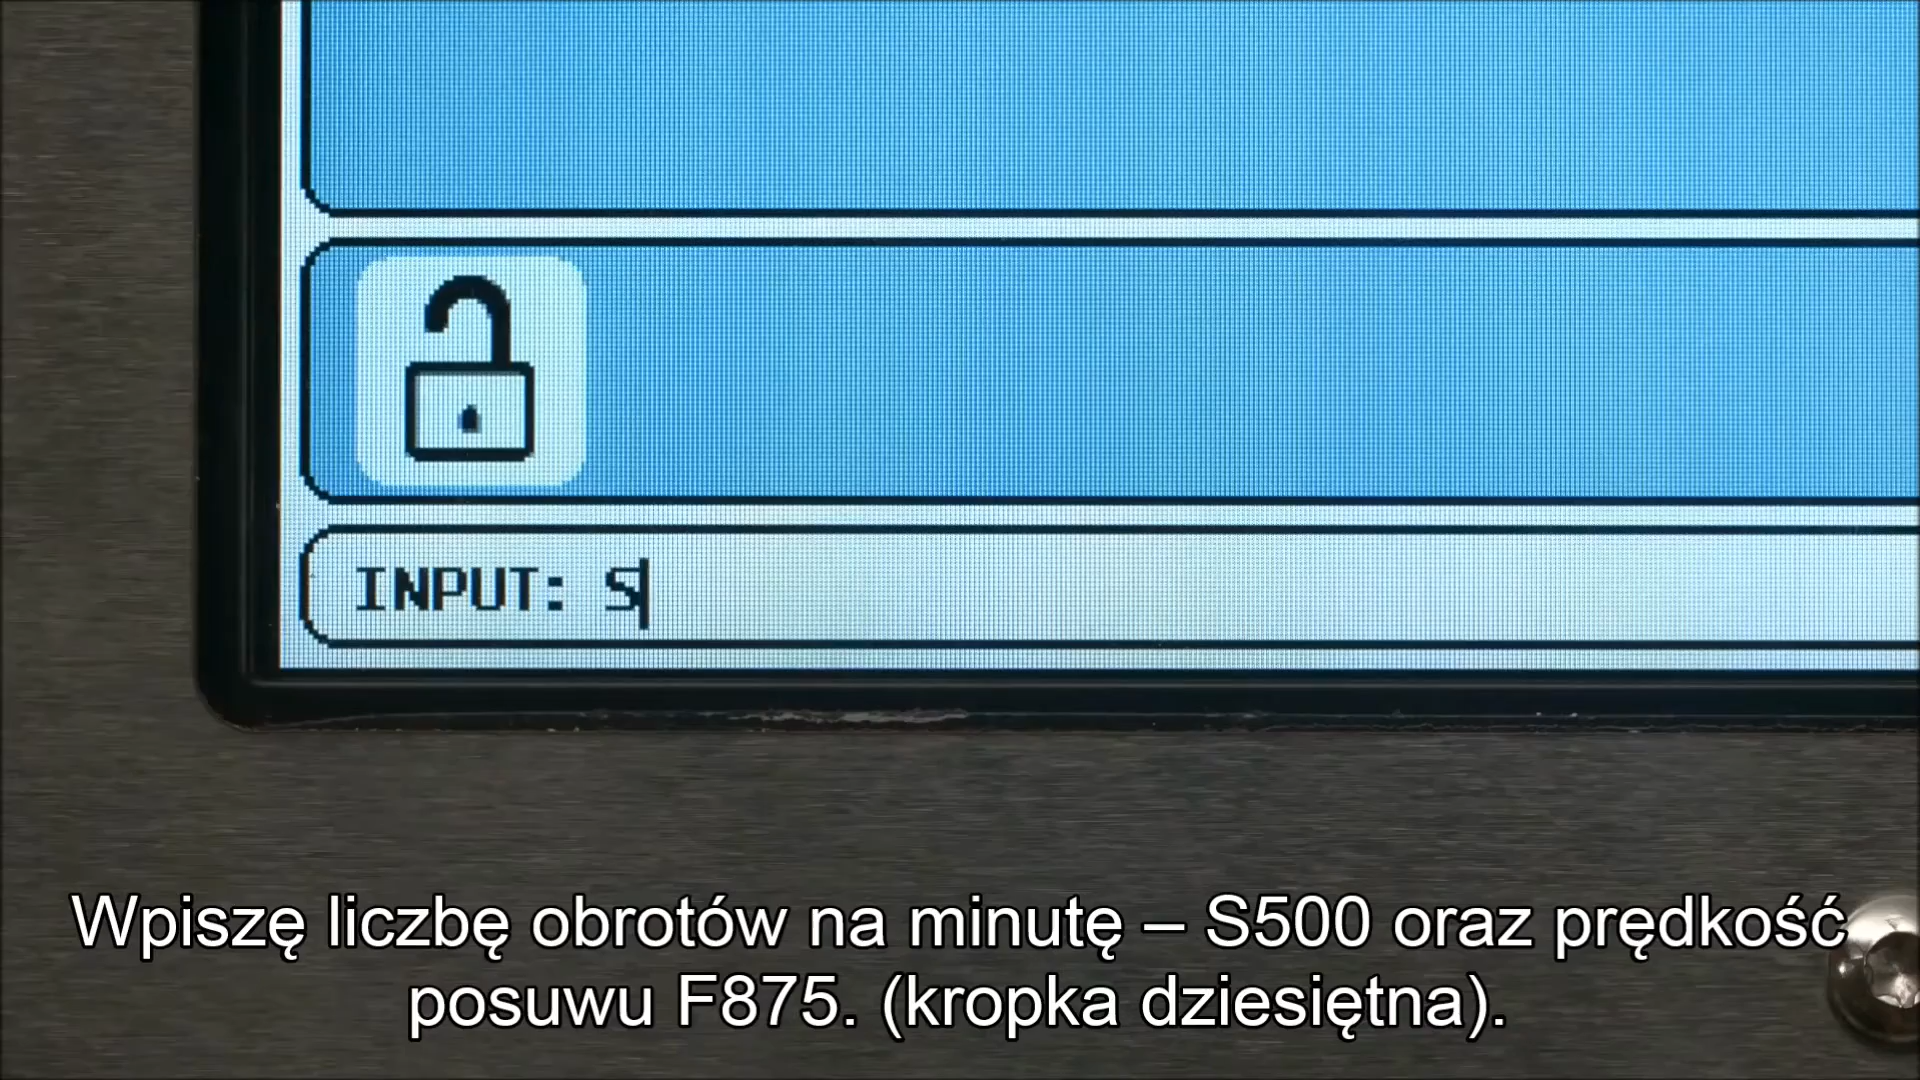 INPUT: S
Wpiszę liczbę obrotów na minutę – S500 oraz prędkość
posuwu F875. (kropka dziesiętna).